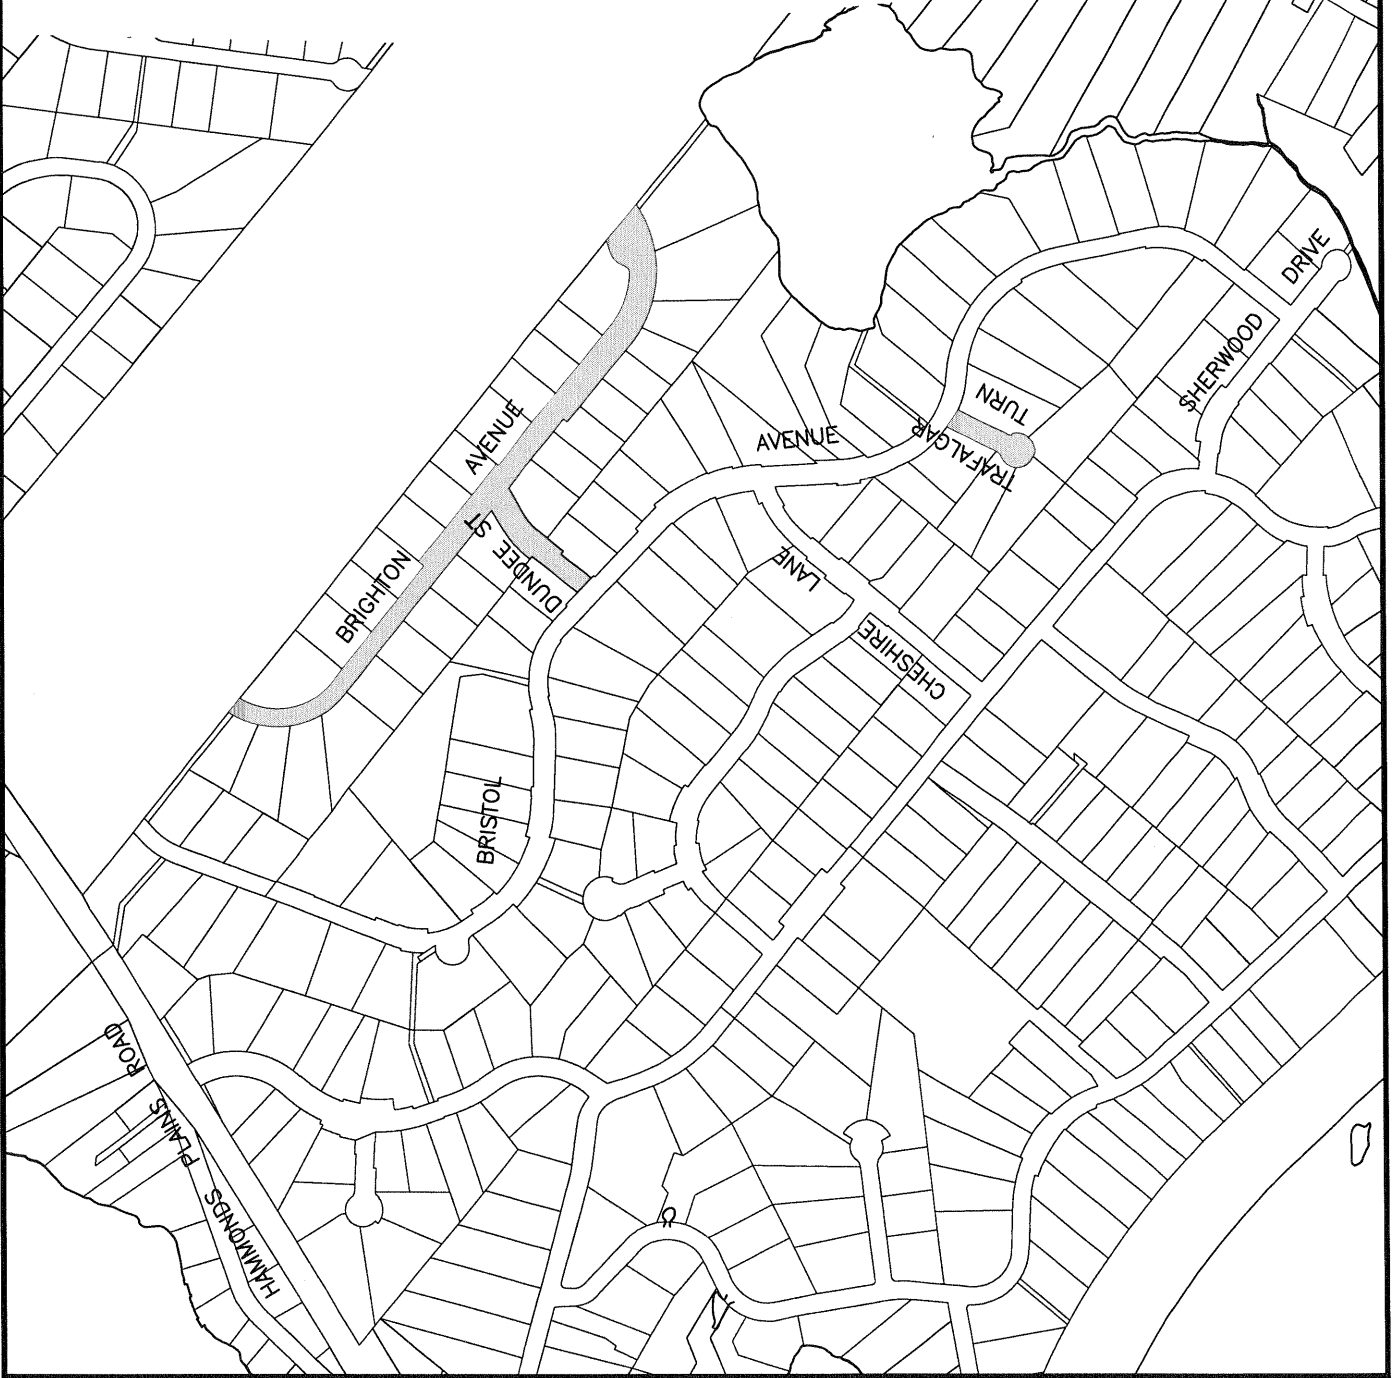 DRIVE
SHERWOOD
TRAFALGAR TURN
BRISTOL AVENUE
BRIGHTON AVENUE
DUNDEE ST
CHESHIRE LANE
HAMMONDS PLAINS ROAD